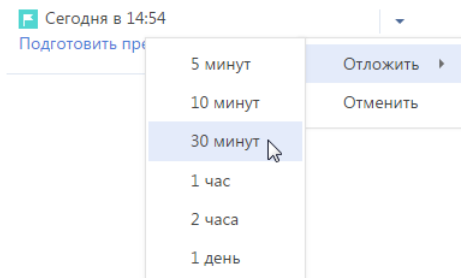 Сегодня в 14:54
Подготовить пре
5 минут
10 минут
30 минут
1 час
2 часа
1 день
Отложить
Отменить